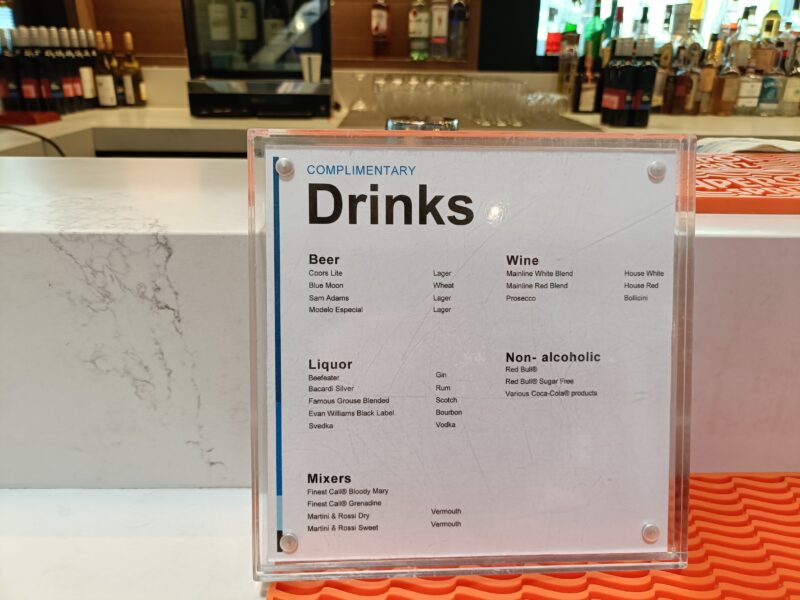 COMPLIMENTARY
Drinks
Beer
Coors Lite Lager
Blue Moon Wheat
Sam Adams Lager
Modelo Especial Lager
Wine
Mainline White Blend House White
Mainline Red Blend House Red
Prosecco Bollicini
Liquor
Beefeater Gin
Bacardi Silver Rum
Famous Grouse Blended Scotch
Evan Williams Black Label Bourbon
Svedka Vodka
Non- alcoholic
Red Bull®
Red Bull® Sugar Free
Various Coca-Cola® products
Mixers
Finest Call® Bloody Mary
Finest Call® Grenadine
Martini & Rossi Dry Vermouth
Martini & Rossi Sweet Vermouth